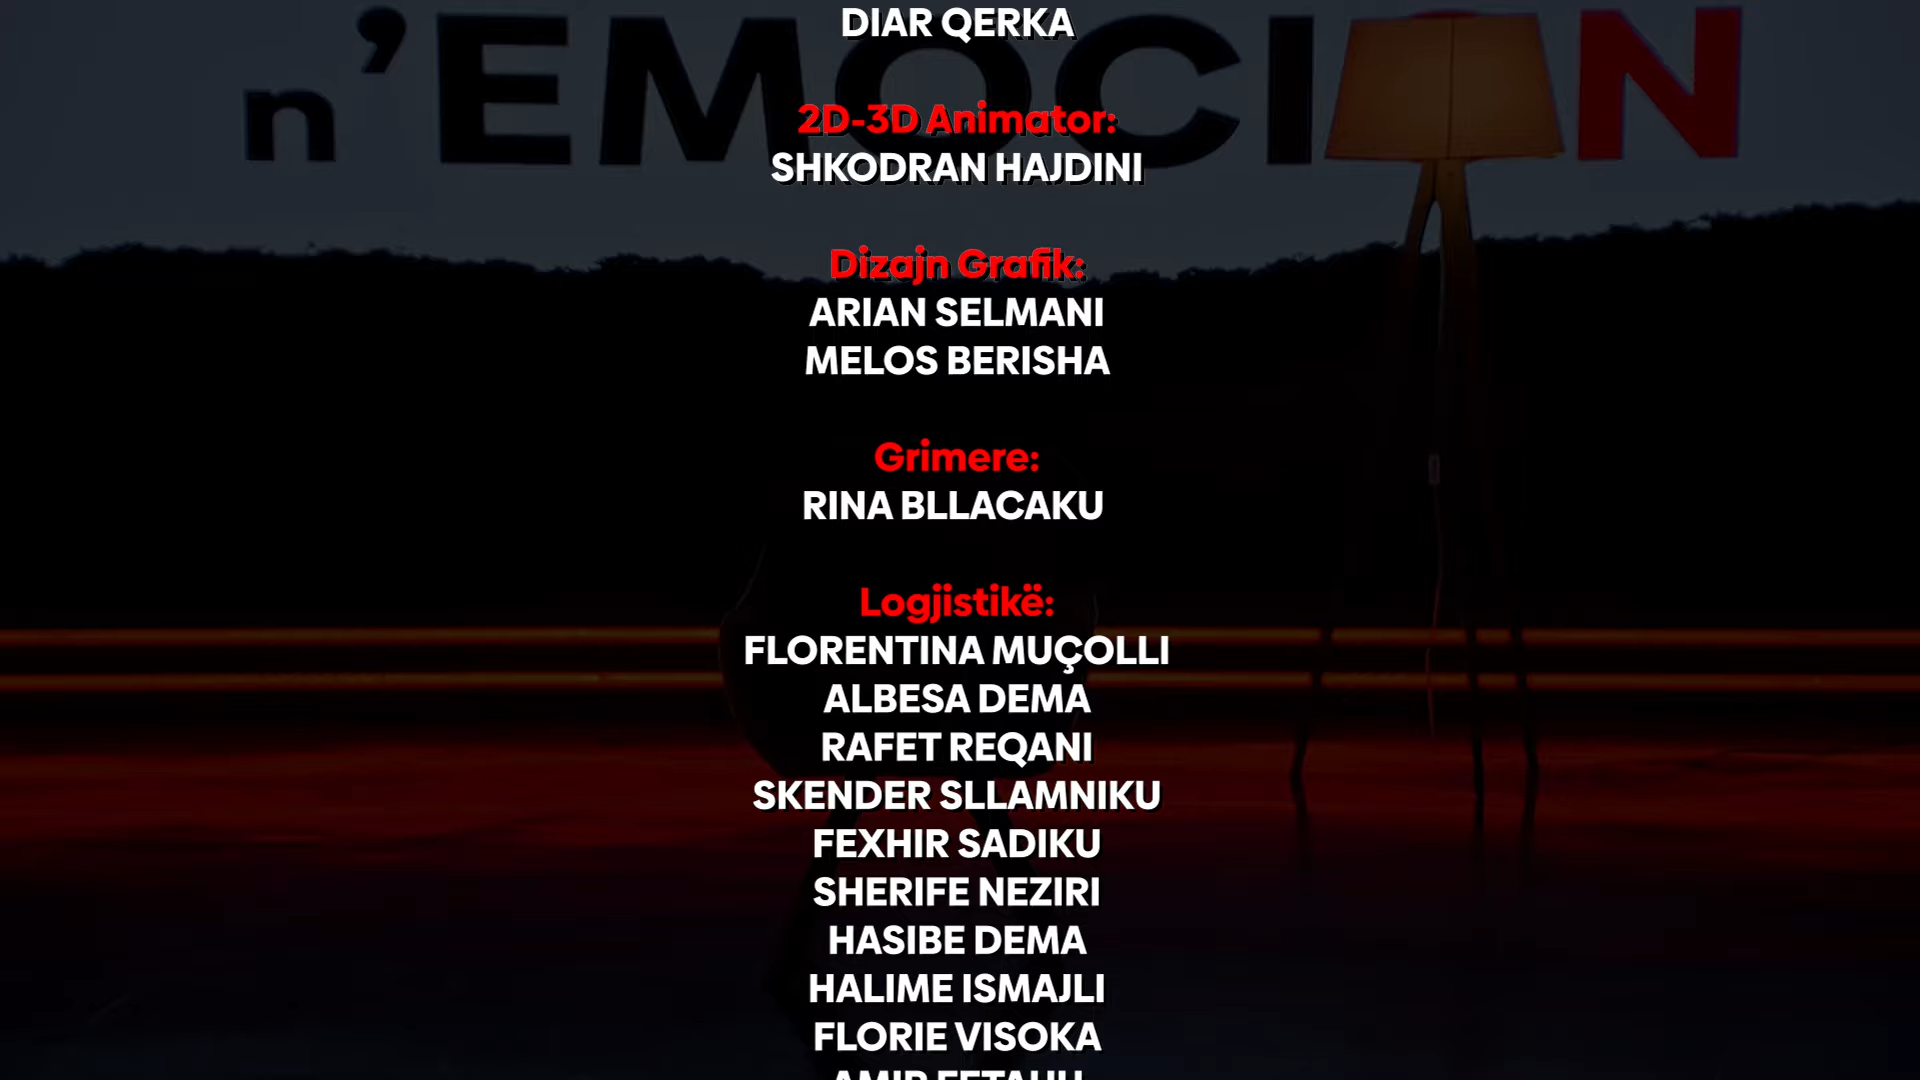 n'EMOCION
DIAR QERKA
2D-3D Animator:
SHKODRAN HAJDINI
Dizajn Grafik:
ARIAN SELMANI
MELOS BERISHA
Grimere:
RINA BLLACAKU
Logjistikë:
FLORENTINA MUÇOLLI
ALBESA DEMA
RAFET REQANI
SKENDER SLLAMNIKU
FEXHIR SADIKU
SHERIFE NEZIRI
HASIBE DEMA
HALIME ISMAJLI
FLORIE VISOKA